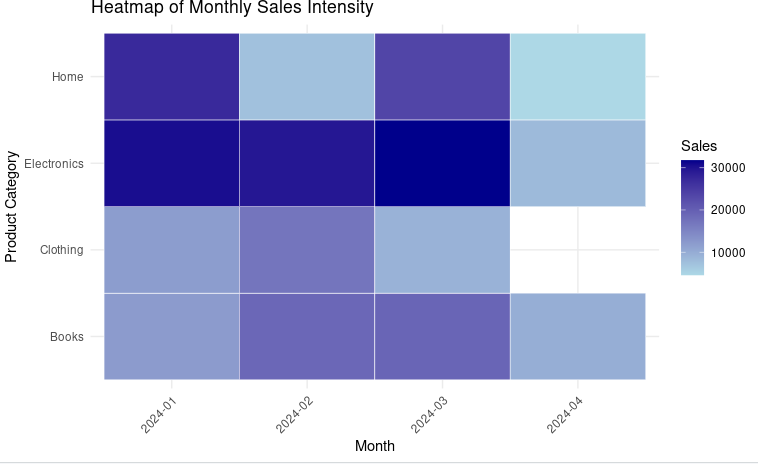 Heatmap of Monthly Sales Intensity
Product Category
Home
Electronics
Clothing
Books
2024-01
2024-02
2024-03
2024-04
Month
Sales
30000
20000
10000